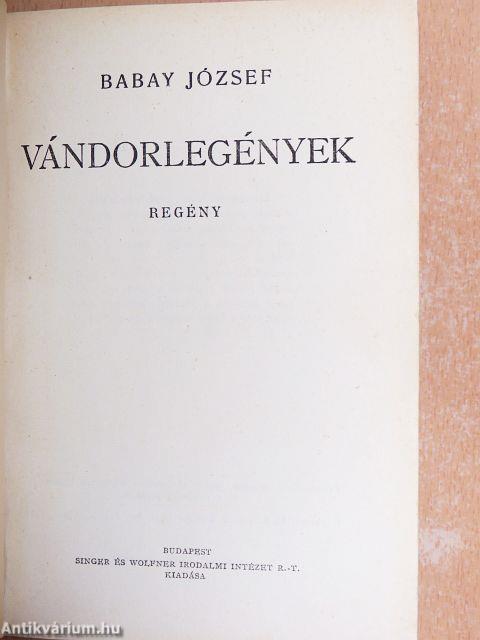 BABAY JÓZSEF
VÁNDORLEGÉNYEK
REGÉNY
BUDAPEST
SINGER ÉS WOLFNER IRODALMI INTÉZET R.-T.
KIADÁSA
Antikvárium.hu